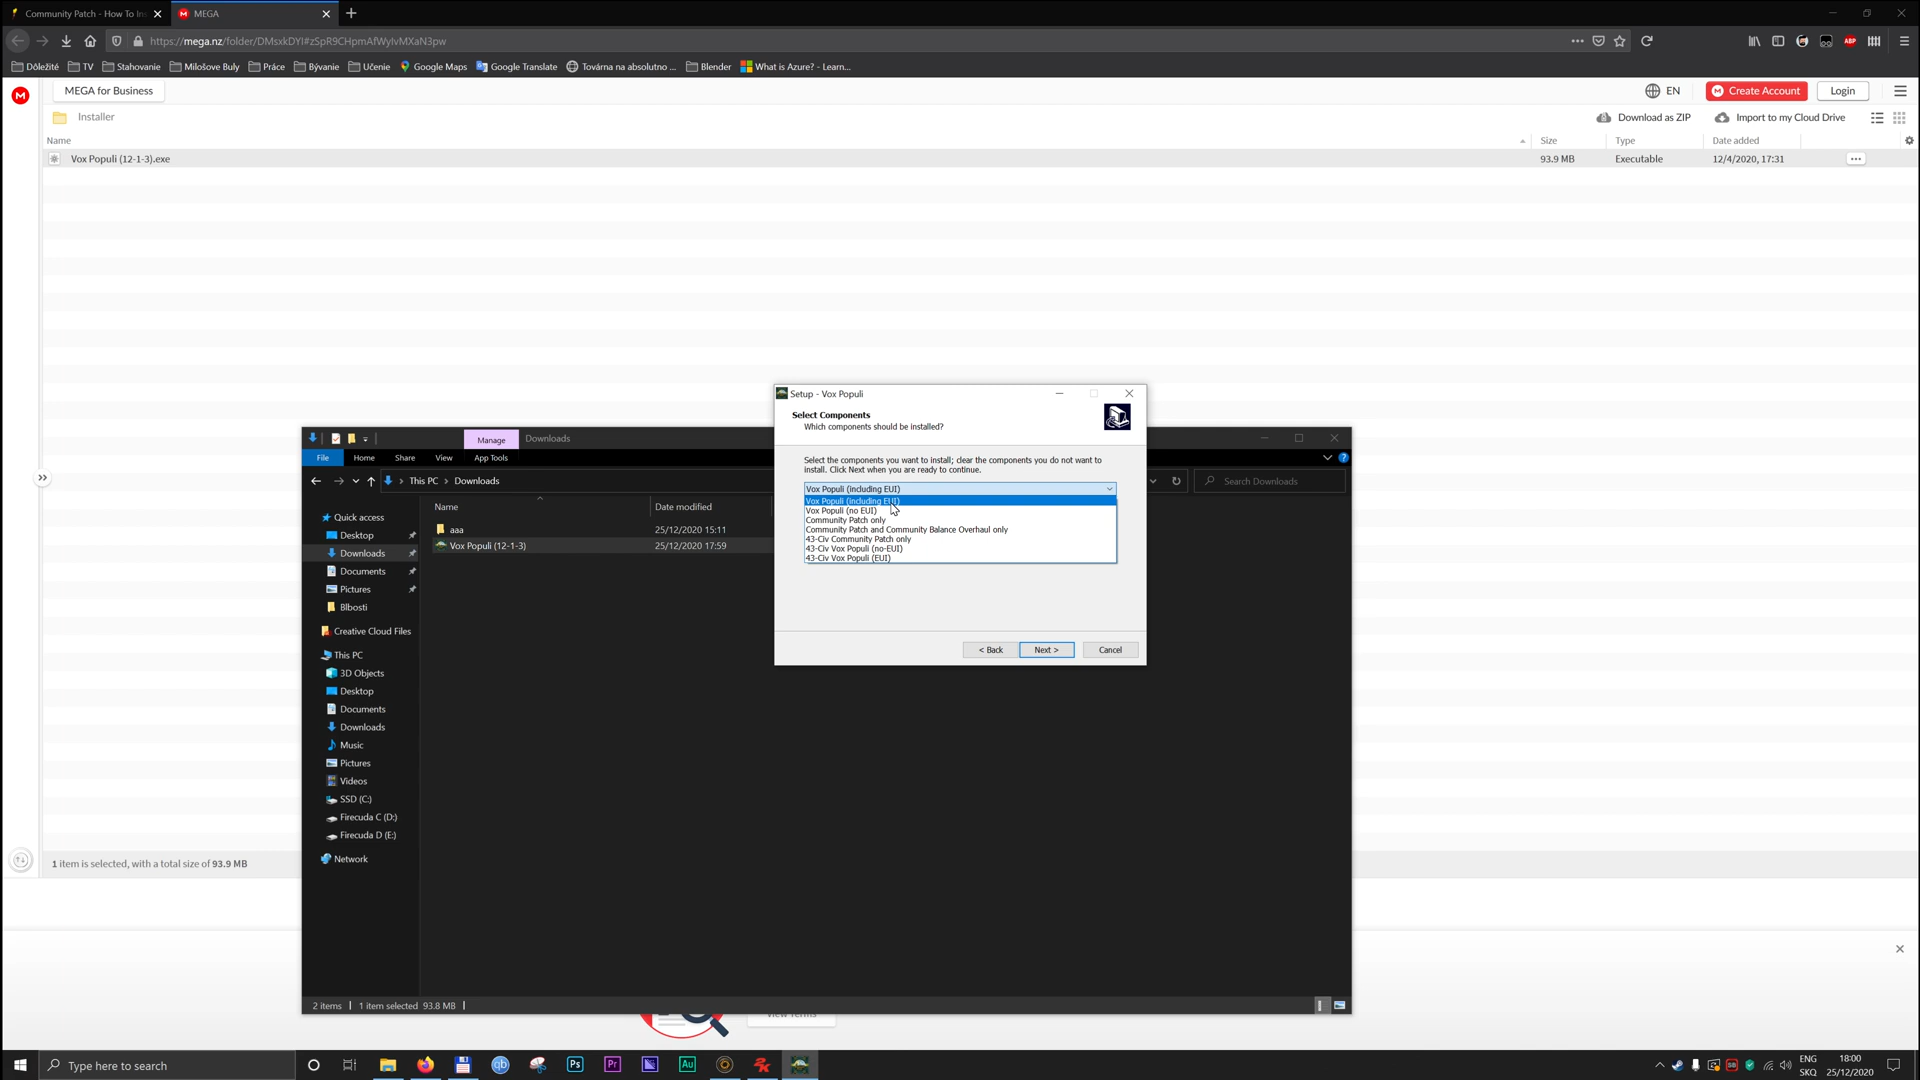 Community Patch - How To In
MEGA
https://mega.nz/folder/DMsxkDYI#zSpR9CHpmAfWyIvMXaN3pw
Dôležité
TV
Stahovanie
Milošove Buly
Práce
Bývanie
Učenie
Google Maps
Google Translate
Továrna na absolutno ...
Blender
What is Azure? - Learn...
MEGA for Business
EN
Create Account
Login
Installer
Download as ZIP
Import to my Cloud Drive
Name
Size
Type
Date added
Vox Populi (12-1-3).exe
93.9 MB
Executable
12/4/2020, 17:31
Setup - Vox Populi
Select Components
Which components should be installed?
Select the components you want to install; clear the components you do not want to
install. Click Next when you are ready to continue.
Vox Populi (including EUI)
Vox Populi (including EUI)
Vox Populi (no EUI)
Community Patch only
Community Patch and Community Balance Overhaul only
43-Civ Community Patch only
43-Civ Vox Populi (no-EUI)
43-Civ Vox Populi (EUI)
< Back
Next >
Cancel
Manage
Downloads
File
Home
Share
View
App Tools
This PC
Downloads
Search Downloads
Name
Date modified
aaa
25/12/2020 15:11
Vox Populi (12-1-3)
25/12/2020 17:59
Quick access
Desktop
Downloads
Documents
Pictures
Blbosti
Creative Cloud Files
This PC
3D Objects
Desktop
Documents
Downloads
Music
Pictures
Videos
SSD (C:)
Firecuda C (D:)
Firecuda D (E:)
Network
1 item is selected, with a total size of 93.9 MB
2 items
1 item selected 93.8 MB
View Terms
Type here to search
Ps
Pr
Au
ENG
SKQ
18:00
25/12/2020